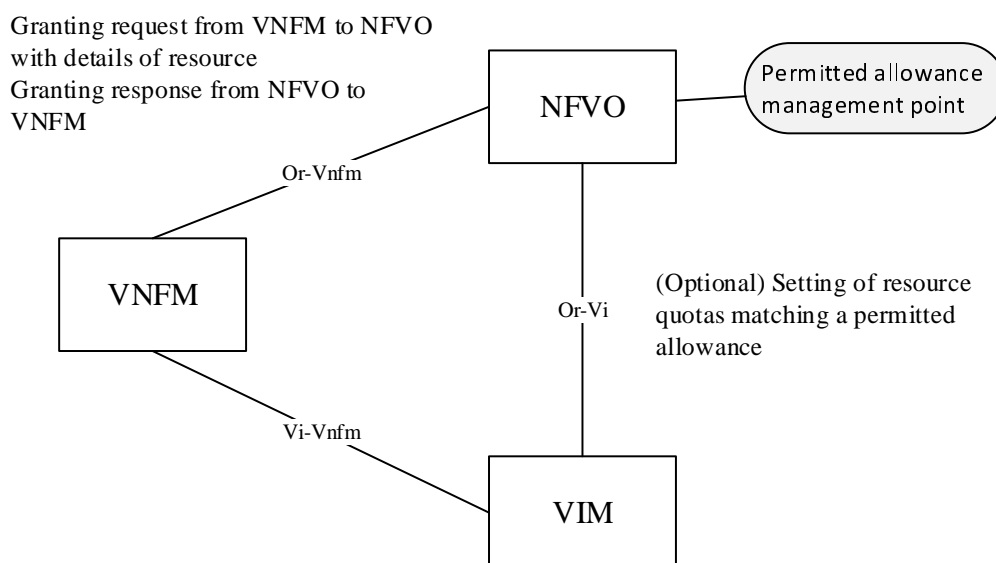 Granting request from VNFM to NFVO
with details of resource
Granting response from NFVO to
VNFM
NFVO
Permitted allowance
management point
Or-Vnfm
VNFM
(Optional) Setting of resource
quotas matching a permitted
allowance
Or-Vi
Vi-Vnfm
VIM